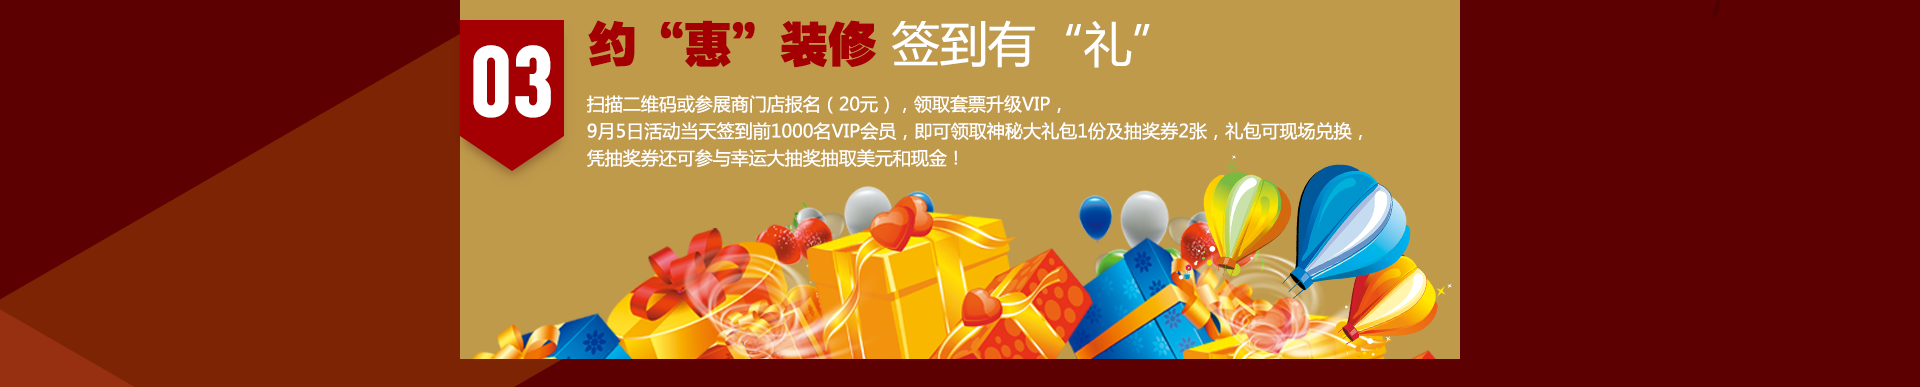 03
约“惠”装修 签到有“礼”
扫描二维码或参展商门店报名（20元），领取套票升级VIP，
9月5日活动当天签到前1000名VIP会员，即可领取神秘大礼包1份及抽奖券2张，礼包可现场兑换，
凭抽奖券还可参与幸运大抽奖抽取美元和现金！